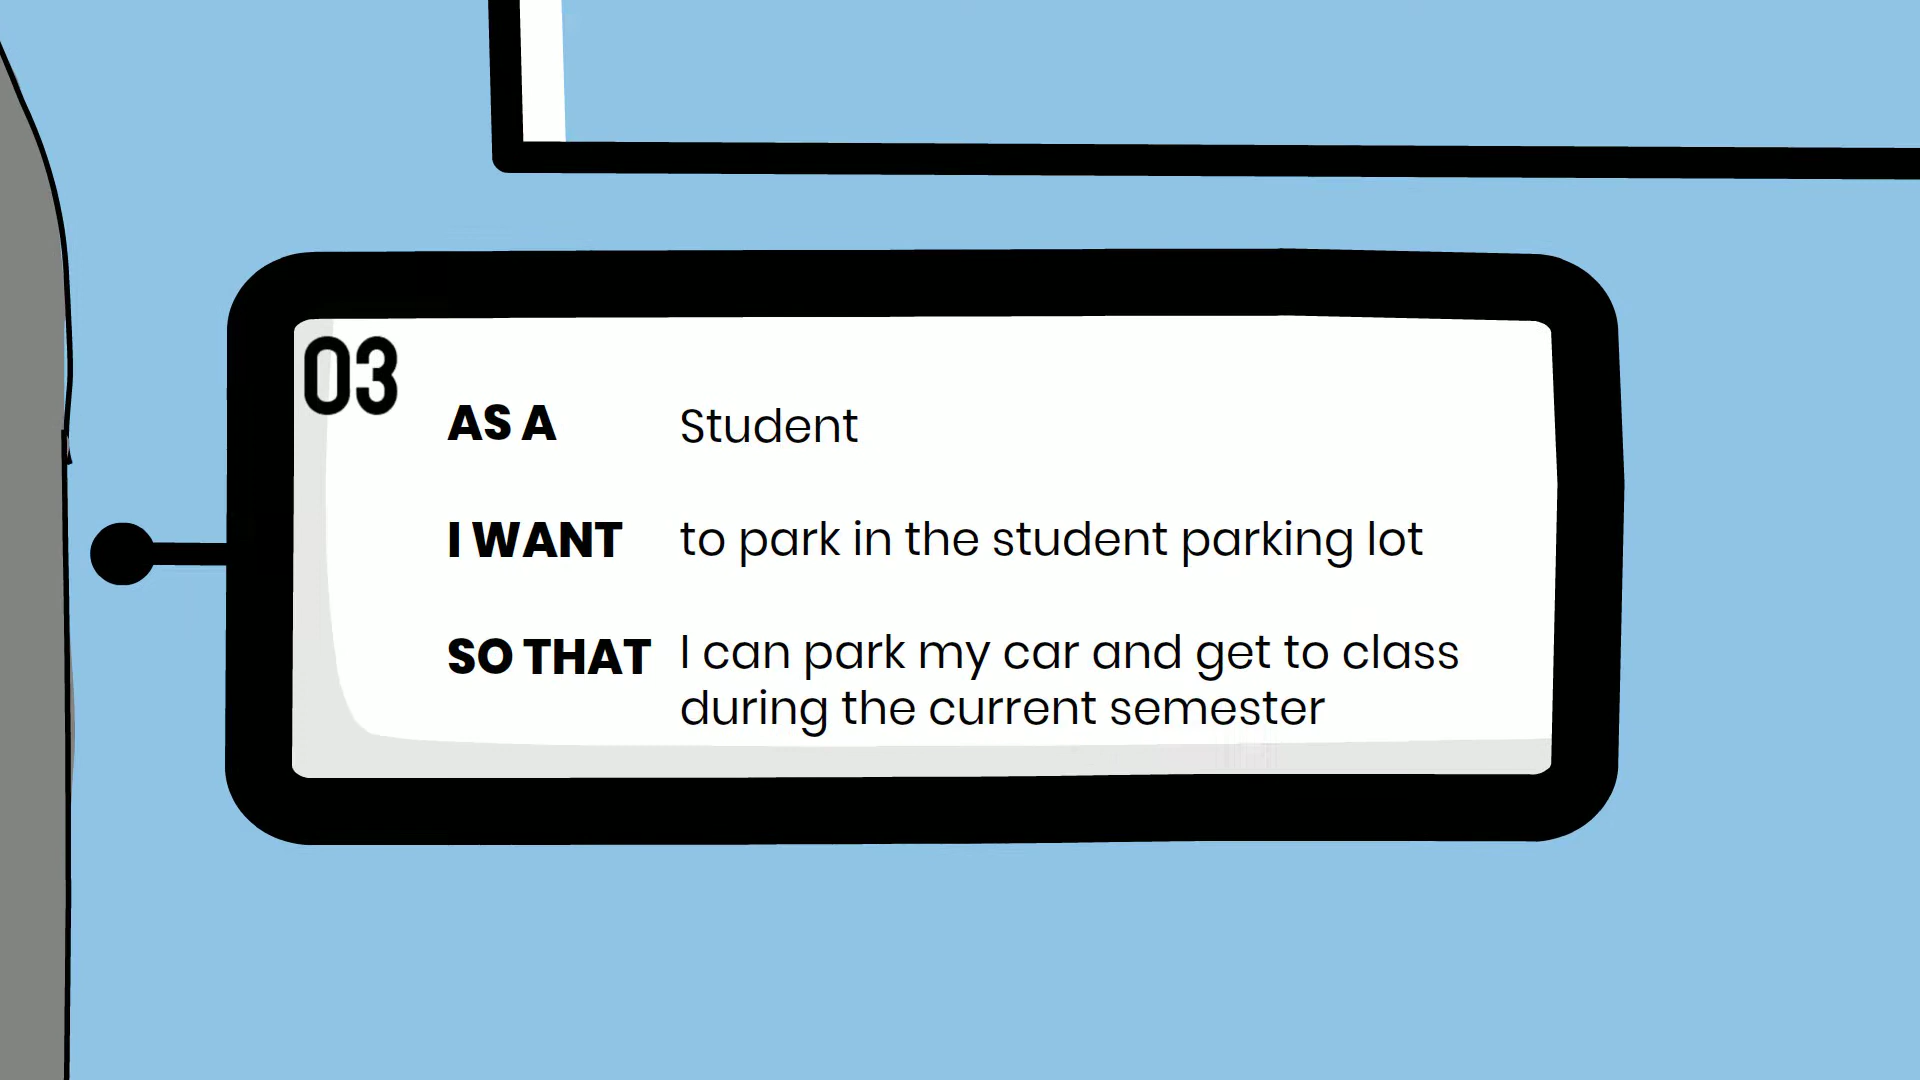 03
AS A Student
I WANT to park in the student parking lot
SO THAT I can park my car and get to class
during the current semester